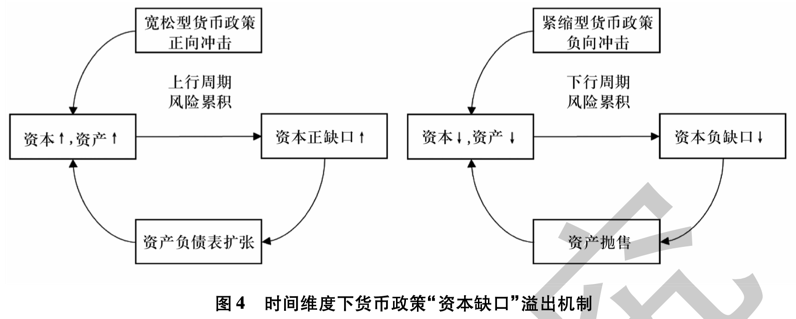 宽松型货币政策
正向冲击
上行周期
风险累积
资本↑,资产↑
资本正缺口↑
资产负债表扩张
紧缩型货币政策
负向冲击
下行周期
风险累积
资本↓,资产↓
资本负缺口↓
资产抛售
图4 时间维度下货币政策“资本缺口”溢出机制